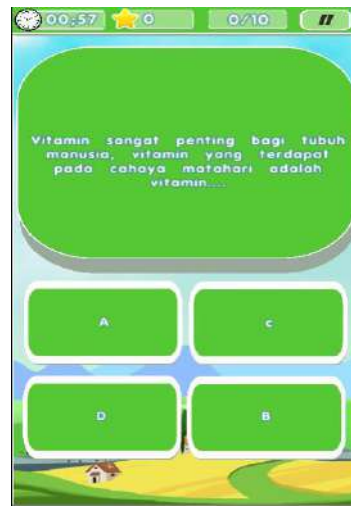 00:57 0 0/10
Vitamin sangat penting bagi tubuh
manusia, vitamin yang terdapat
pada cahaya matahari adalah
vitamin....
A c
D B